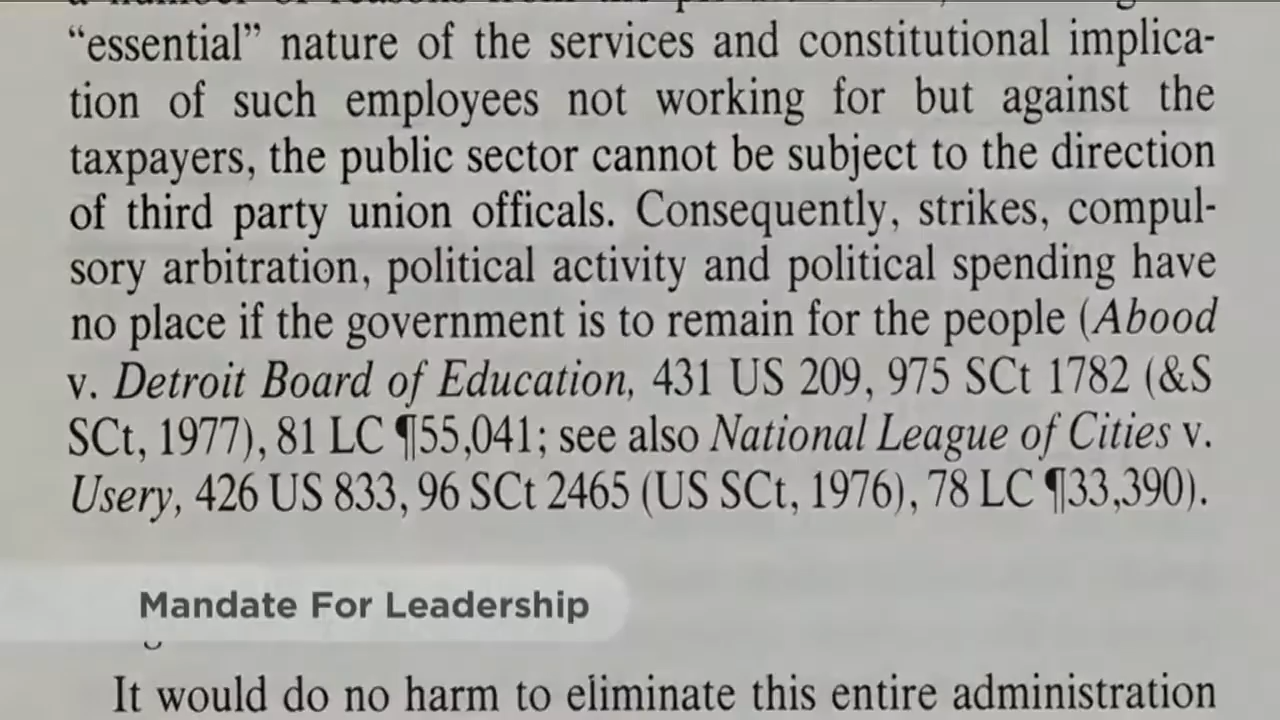 “essential” nature of the services and constitutional implica-
tion of such employees not working for but against the
taxpayers, the public sector cannot be subject to the direction
of third party union officals. Consequently, strikes, compul-
sory arbitration, political activity and political spending have
no place if the government is to remain for the people (Abood
v. Detroit Board of Education, 431 US 209, 975 SCt 1782 (&S
SCt, 1977), 81 LC ¶55,041; see also National League of Cities v.
Usery, 426 US 833, 96 SCt 2465 (US SCt, 1976), 78 LC ¶33,390).
Mandate For Leadership
It would do no harm to eliminate this entire administration